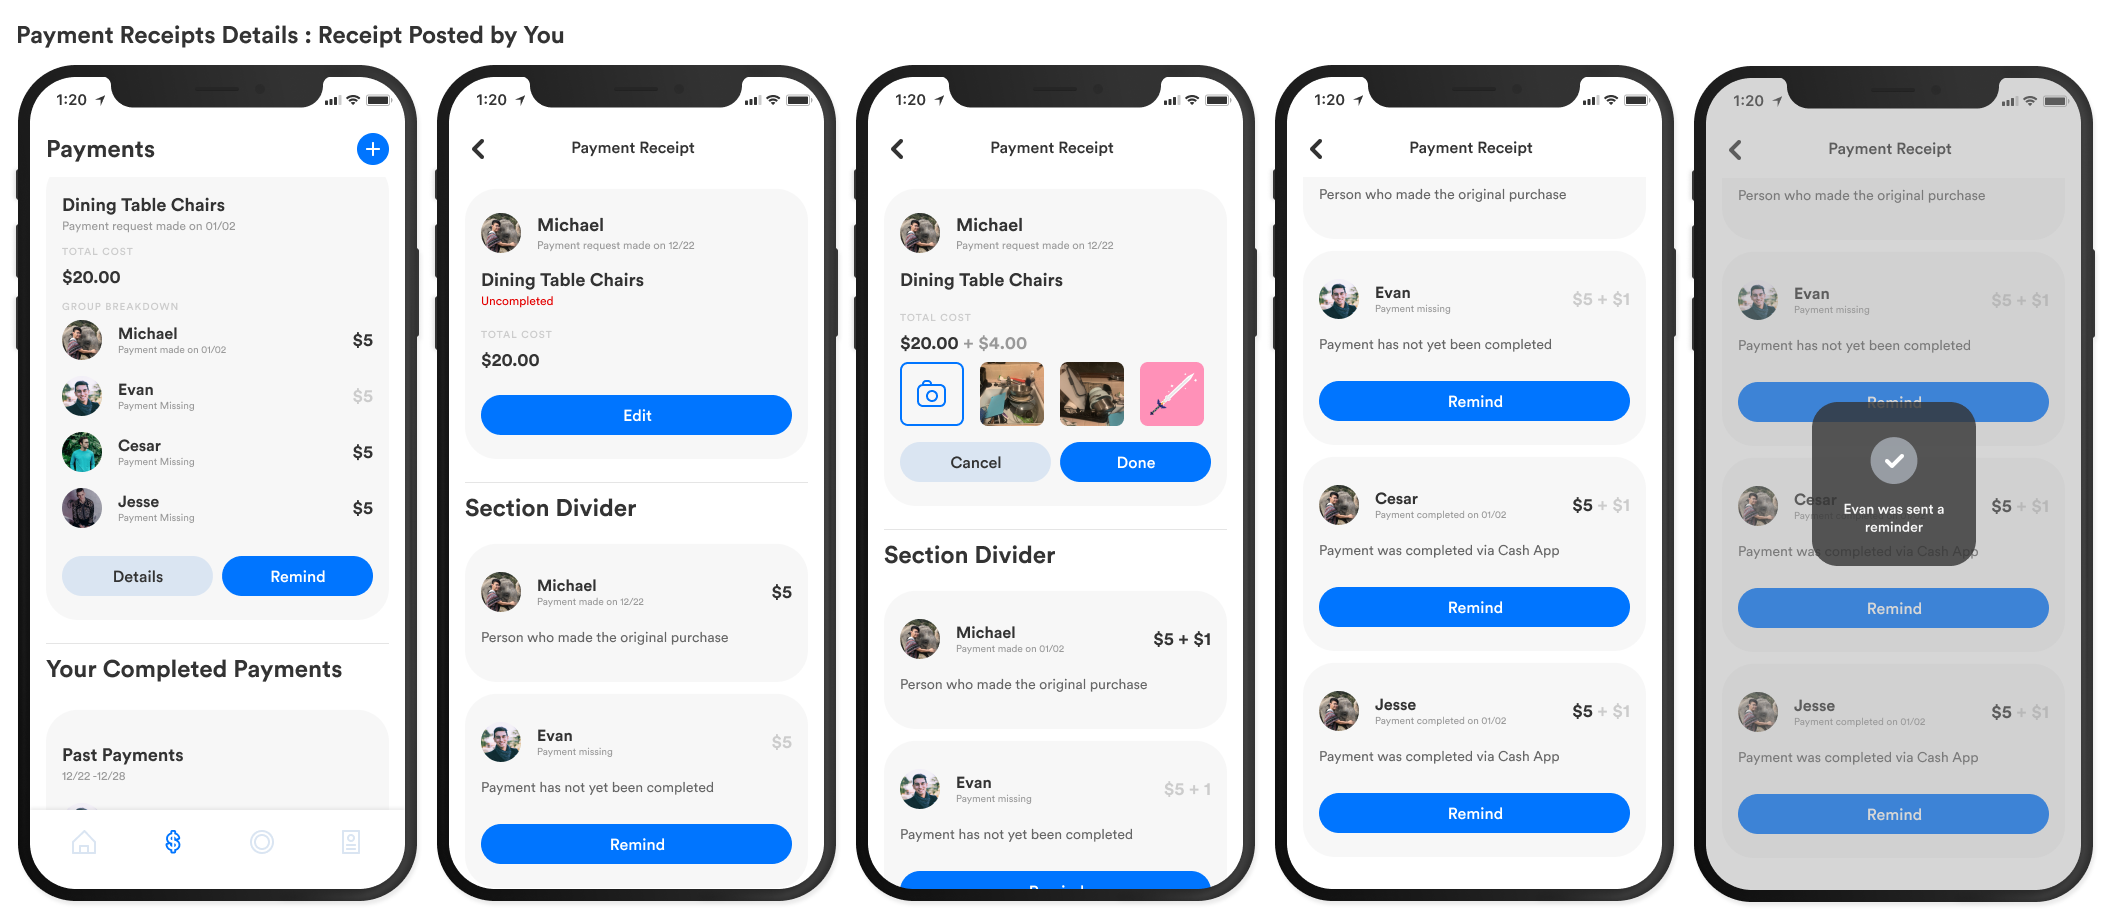 Payment Receipts Details : Receipt Posted by You
1:20
Payments
Dining Table Chairs
Payment request made on 01/02
TOTAL COST
$20.00
GROUP BREAKDOWN
Michael
Payment made on 01/02
$5
Evan
Payment Missing
$5
Cesar
Payment Missing
$5
Jesse
Payment Missing
$5
Details
Remind
Your Completed Payments
Past Payments
12/22 -12/28
1:20
Payment Receipt
Michael
Payment request made on 12/22
Dining Table Chairs
Uncompleted
TOTAL COST
$20.00
Edit
Section Divider
Michael
Payment made on 12/22
$5
Person who made the original purchase
Evan
Payment missing
$5
Payment has not yet been completed
Remind
1:20
Payment Receipt
Michael
Payment request made on 12/22
Dining Table Chairs
TOTAL COST
$20.00 + $4.00
Cancel
Done
Section Divider
Michael
Payment made on 01/02
$5 + $1
Person who made the original purchase
Evan
Payment missing
$5 + 1
Payment has not yet been completed
Remind
1:20
Payment Receipt
Person who made the original purchase
Evan
Payment missing
$5 + $1
Payment has not yet been completed
Remind
Cesar
Payment completed on 01/02
$5 + $1
Payment was completed via Cash App
Remind
Jesse
Payment completed on 01/02
$5 + $1
Payment was completed via Cash App
Remind
1:20
Payment Receipt
Person who made the original purchase
Evan
Payment missing
$5 + $1
Payment has not yet been completed
Remind
Evan was sent a
reminder
Cesar
$5 + $1
Payment was completed via Cash App
Remind
Jesse
Payment completed on 01/02
$5 + $1
Payment was completed via Cash App
Remind